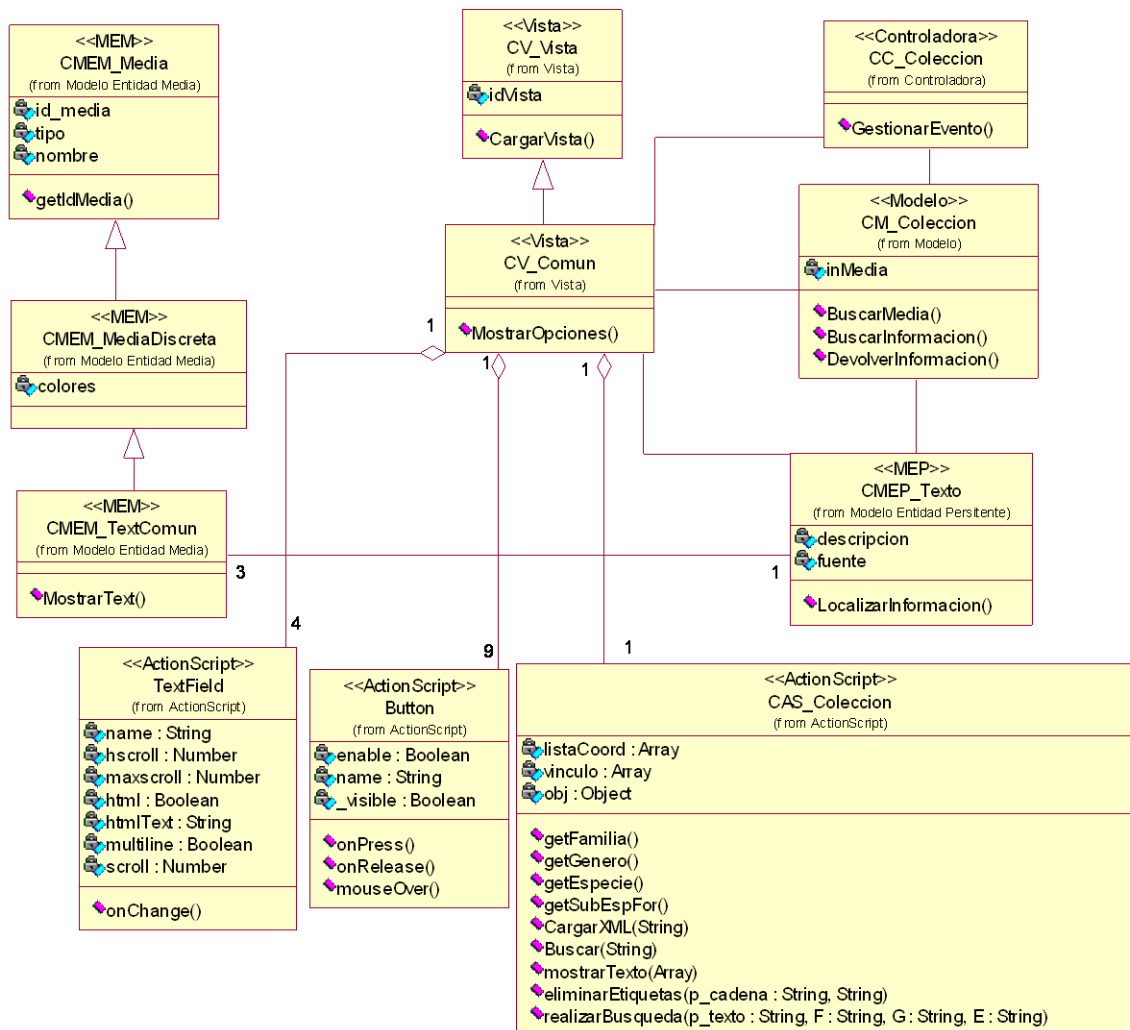 <<MEM>>
CMEM_Media
(from Modelo Entidad Media)
id_media
tipo
nombre
getIdMedia()
<<Vista>>
CV_Vista
(from Vista)
idVista
CargarVista()
<<Controladora>>
CC_Coleccion
(from Controladora)
GestionarEvento()
<<Modelo>>
CM_Coleccion
(from Modelo)
inMedia
BuscarMedia()
BuscarInformacion()
DevolverInformacion()
<<Vista>>
CV_Comun
(from Vista)
MostrarOpciones()
1
1
1
<<MEM>>
CMEM_MediaDiscreta
(from Modelo Entidad Media)
colores
<<MEM>>
CMEM_TextComun
(from Modelo Entidad Media)
MostrarText()
3
1
<<MEP>>
CMEP_Texto
(from Modelo Entidad Persitente)
descripcion
fuente
LocalizarInformacion()
4
9
1
<<ActionScript>>
TextField
(from ActionScript)
name : String
hscroll : Number
maxscroll : Number
html : Boolean
htmlText : String
multiline : Boolean
scroll : Number
onChange()
<<ActionScript>>
Button
(from ActionScript)
enable : Boolean
name : String
_visible : Boolean
onPress()
onRelease()
mouseOver()
<<ActionScript>>
CAS_Coleccion
(from ActionScript)
listaCoord : Array
vinculo : Array
obj : Object
getFamilia()
getGenero()
getEspecie()
getSubEspFor()
CargarXML(String)
Buscar(String)
mostrarTexto(Array)
eliminarEtiquetas(p_cadena : String, String)
realizarBusqueda(p_texto : String, F : String, G : String, E : String)